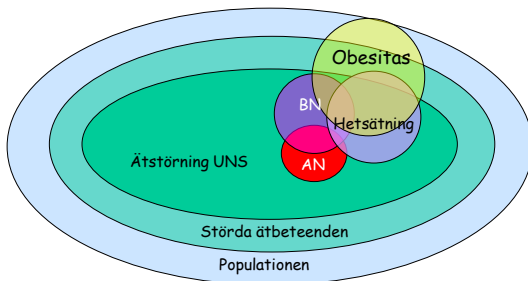 Obesitas
BN
Hetsätning
Ätstörning UNS
AN
Störda ätbeteenden
Populationen